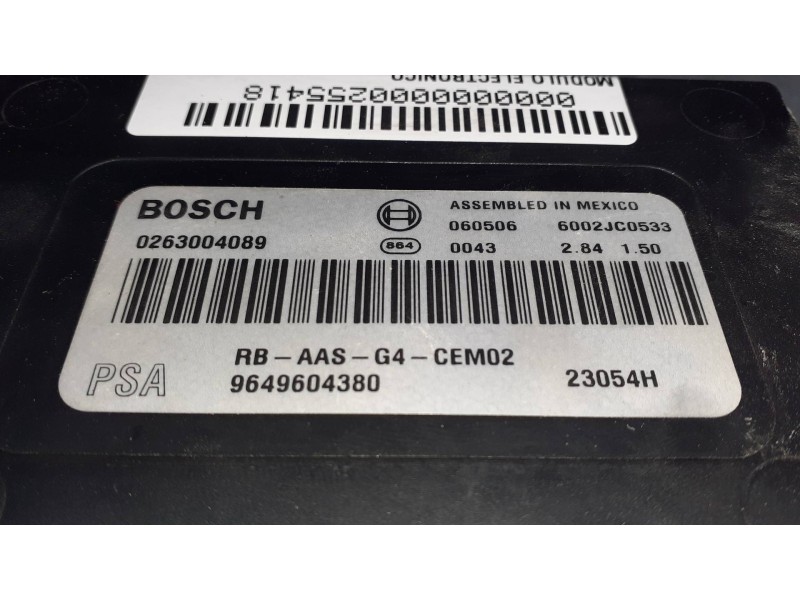 MODULO ELECTRONICO
0000000000255418
BOSCH
ASSEMBLED IN MEXICO
060506 6002JC0533
0263004089 864 0043 2.84 1.50
RB-AAS-G4-CEM02
PSA 9649604380 23054H